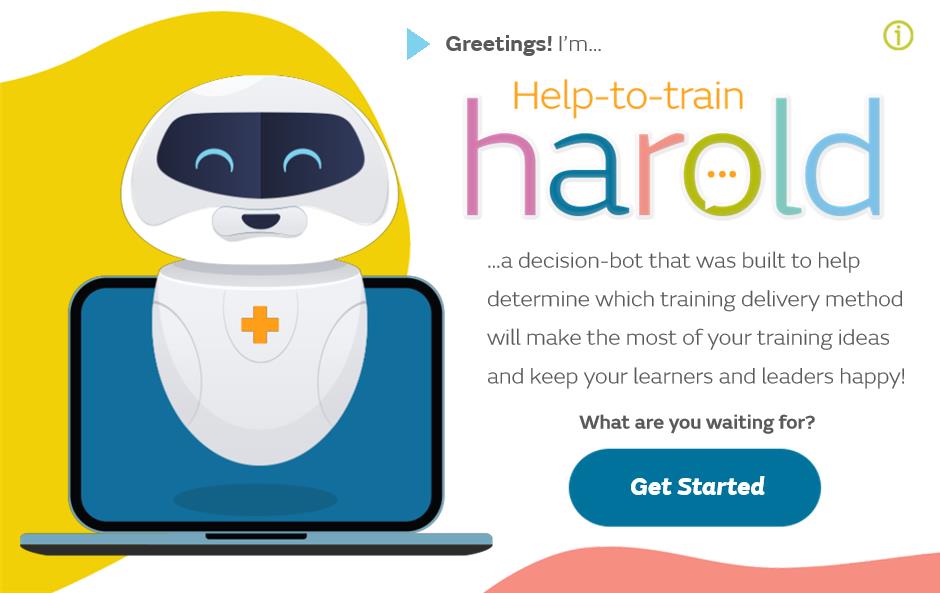 Greetings! I'm...
Help-to-train
harold
...a decision-bot that was built to help
determine which training delivery method
will make the most of your training ideas
and keep your learners and leaders happy!
What are you waiting for?
Get Started